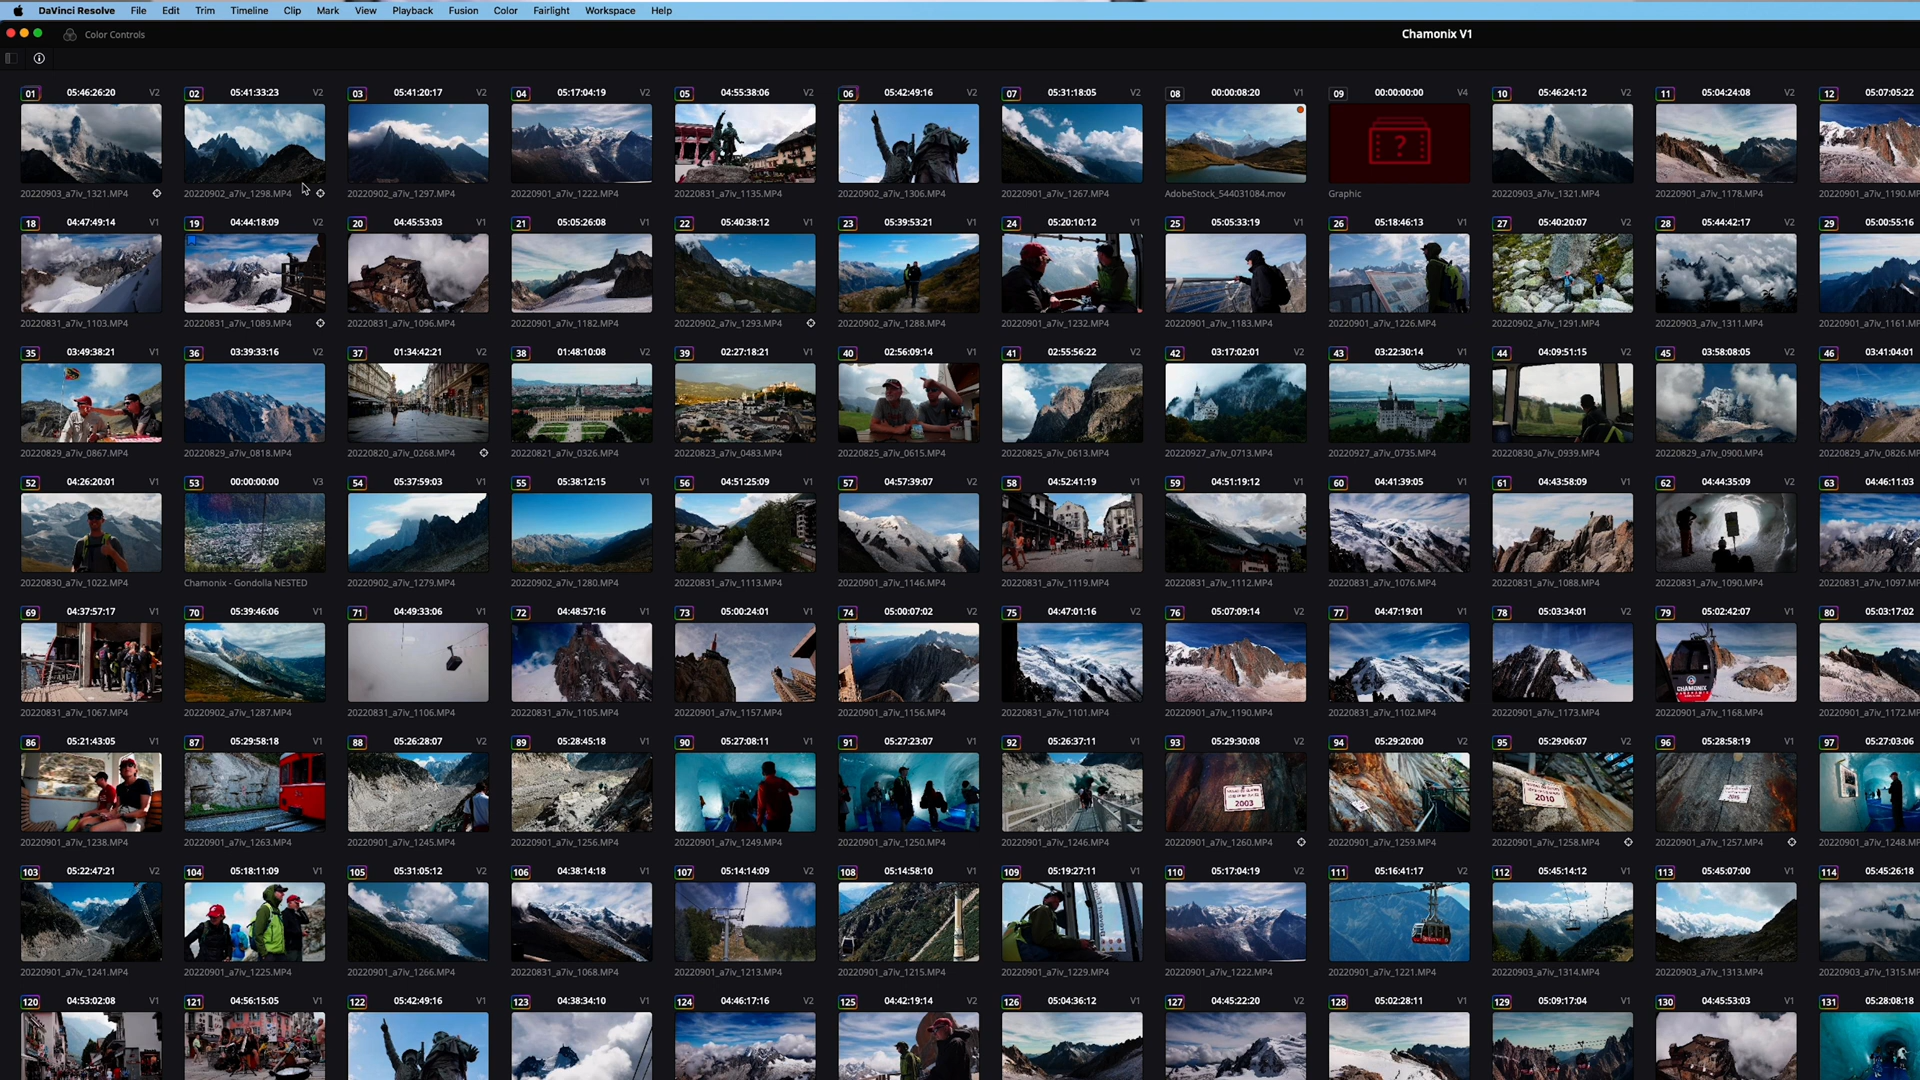 DaVinci Resolve File Edit Trim Timeline Clip Mark View Playback Fusion Color Fairlight Workspace Help
Color Controls Chamonix V1
01 05:46:26:20 V2 02 05:41:33:23 V2 03 05:41:20:17 V2 04 05:17:04:19 V2 05 04:55:38:06 V2 06 05:42:49:16 V2 07 05:31:18:05 V2 08 00:00:08:20 V1 09 00:00:00:00 V4 10 05:46:24:12 V2 11 05:04:24:08 V2 12 05:07:05:22
?
20220903_a7iv_1321.MP4 20220902_a7iv_1298.MP4 20220902_a7iv_1297.MP4 20220901_a7iv_1222.MP4 20220831_a7iv_1135.MP4 20220902_a7iv_1306.MP4 20220901_a7iv_1267.MP4 AdobeStock_544031084.mov Graphic 20220903_a7iv_1321.MP4 20220901_a7iv_1178.MP4 20220901_a7iv_1190.MP
18 04:47:49:14 V1 19 04:44:18:09 V2 20 04:45:53:03 V1 21 05:05:26:08 V1 22 05:40:38:12 V1 23 05:39:53:21 V1 24 05:20:10:12 V1 25 05:05:33:19 V1 26 05:18:46:13 V1 27 05:40:20:07 V2 28 05:44:42:17 V2 29 05:00:55:16
20220831_a7iv_1103.MP4 20220831_a7iv_1089.MP4 20220831_a7iv_1096.MP4 20220901_a7iv_1182.MP4 20220902_a7iv_1293.MP4 20220902_a7iv_1288.MP4 20220901_a7iv_1232.MP4 20220901_a7iv_1183.MP4 20220901_a7iv_1226.MP4 20220902_a7iv_1291.MP4 20220903_a7iv_1311.MP4 20220901_a7iv_1161.MP
35 03:49:38:21 V1 36 03:39:33:16 V2 37 01:34:42:21 V2 38 01:48:10:08 V2 39 02:27:18:21 V1 40 02:56:09:14 V1 41 02:55:56:22 V2 42 03:17:02:01 V2 43 03:22:30:14 V1 44 04:09:51:15 V2 45 03:58:08:05 V2 46 03:41:04:01
20220829_a7iv_0867.MP4 20220829_a7iv_0818.MP4 20220820_a7iv_0268.MP4 20220821_a7iv_0326.MP4 20220823_a7iv_0483.MP4 20220825_a7iv_0615.MP4 20220825_a7iv_0613.MP4 20220927_a7iv_0713.MP4 20220927_a7iv_0735.MP4 20220830_a7iv_0939.MP4 20220829_a7iv_0900.MP4 20220829_a7iv_0826.MP
52 04:26:20:01 V1 53 00:00:00:00 V3 54 05:37:59:03 V1 55 05:38:12:15 V1 56 04:51:25:09 V1 57 04:57:39:07 V2 58 04:52:41:19 V1 59 04:51:19:12 V1 60 04:41:39:05 V1 61 04:43:58:09 V1 62 04:44:35:09 V2 63 04:46:11:03
20220830_a7iv_1022.MP4 Chamonix - Gondolla NESTED 20220902_a7iv_1279.MP4 20220902_a7iv_1280.MP4 20220831_a7iv_1113.MP4 20220901_a7iv_1146.MP4 20220831_a7iv_1119.MP4 20220831_a7iv_1112.MP4 20220831_a7iv_1076.MP4 20220831_a7iv_1088.MP4 20220831_a7iv_1090.MP4 20220831_a7iv_1097.MP
69 04:37:57:17 V1 70 05:39:46:06 V1 71 04:49:33:06 V1 72 04:48:57:16 V1 73 05:00:24:01 V1 74 05:00:07:02 V2 75 04:47:01:16 V2 76 05:07:09:14 V2 77 04:47:19:01 V1 78 05:03:34:01 V2 79 05:02:42:07 V1 80 05:03:17:02
CHAMONIX
20220831_a7iv_1067.MP4 20220902_a7iv_1287.MP4 20220831_a7iv_1106.MP4 20220831_a7iv_1105.MP4 20220901_a7iv_1157.MP4 20220901_a7iv_1156.MP4 20220831_a7iv_1101.MP4 20220901_a7iv_1190.MP4 20220831_a7iv_1102.MP4 20220901_a7iv_1173.MP4 20220901_a7iv_1168.MP4 20220901_a7iv_1172.MP
86 05:21:43:05 V1 87 05:29:58:18 V1 88 05:26:28:07 V2 89 05:28:45:18 V1 90 05:27:08:11 V1 91 05:27:23:07 V1 92 05:26:37:11 V1 93 05:29:30:08 V2 94 05:29:20:00 V2 95 05:29:06:07 V2 96 05:28:58:19 V1 97 05:27:03:06
2003 2010
20220901_a7iv_1238.MP4 20220901_a7iv_1263.MP4 20220901_a7iv_1245.MP4 20220901_a7iv_1256.MP4 20220901_a7iv_1249.MP4 20220901_a7iv_1250.MP4 20220901_a7iv_1246.MP4 20220901_a7iv_1260.MP4 20220901_a7iv_1259.MP4 20220901_a7iv_1258.MP4 20220901_a7iv_1257.MP4 20220901_a7iv_1248.MP
103 05:22:47:21 V2 104 05:18:11:09 V1 105 05:31:05:12 V2 106 04:38:14:18 V1 107 05:14:14:09 V2 108 05:14:58:10 V1 109 05:19:27:11 V1 110 05:17:04:19 V2 111 05:16:41:17 V2 112 05:45:14:12 V1 113 05:45:07:00 V1 114 05:45:26:18
20220901_a7iv_1241.MP4 20220901_a7iv_1225.MP4 20220901_a7iv_1266.MP4 20220831_a7iv_1068.MP4 20220901_a7iv_1213.MP4 20220901_a7iv_1215.MP4 20220901_a7iv_1229.MP4 20220901_a7iv_1222.MP4 20220901_a7iv_1221.MP4 20220903_a7iv_1314.MP4 20220903_a7iv_1313.MP4 20220903_a7iv_1315.MP
120 04:53:02:08 V1 121 04:56:15:05 V1 122 05:42:49:16 V1 123 04:38:34:10 V1 124 04:46:17:16 V2 125 04:42:19:14 V2 126 05:04:36:12 V1 127 04:45:22:20 V2 128 05:02:28:11 V1 129 05:09:17:04 V1 130 04:45:53:03 V1 131 05:28:08:18